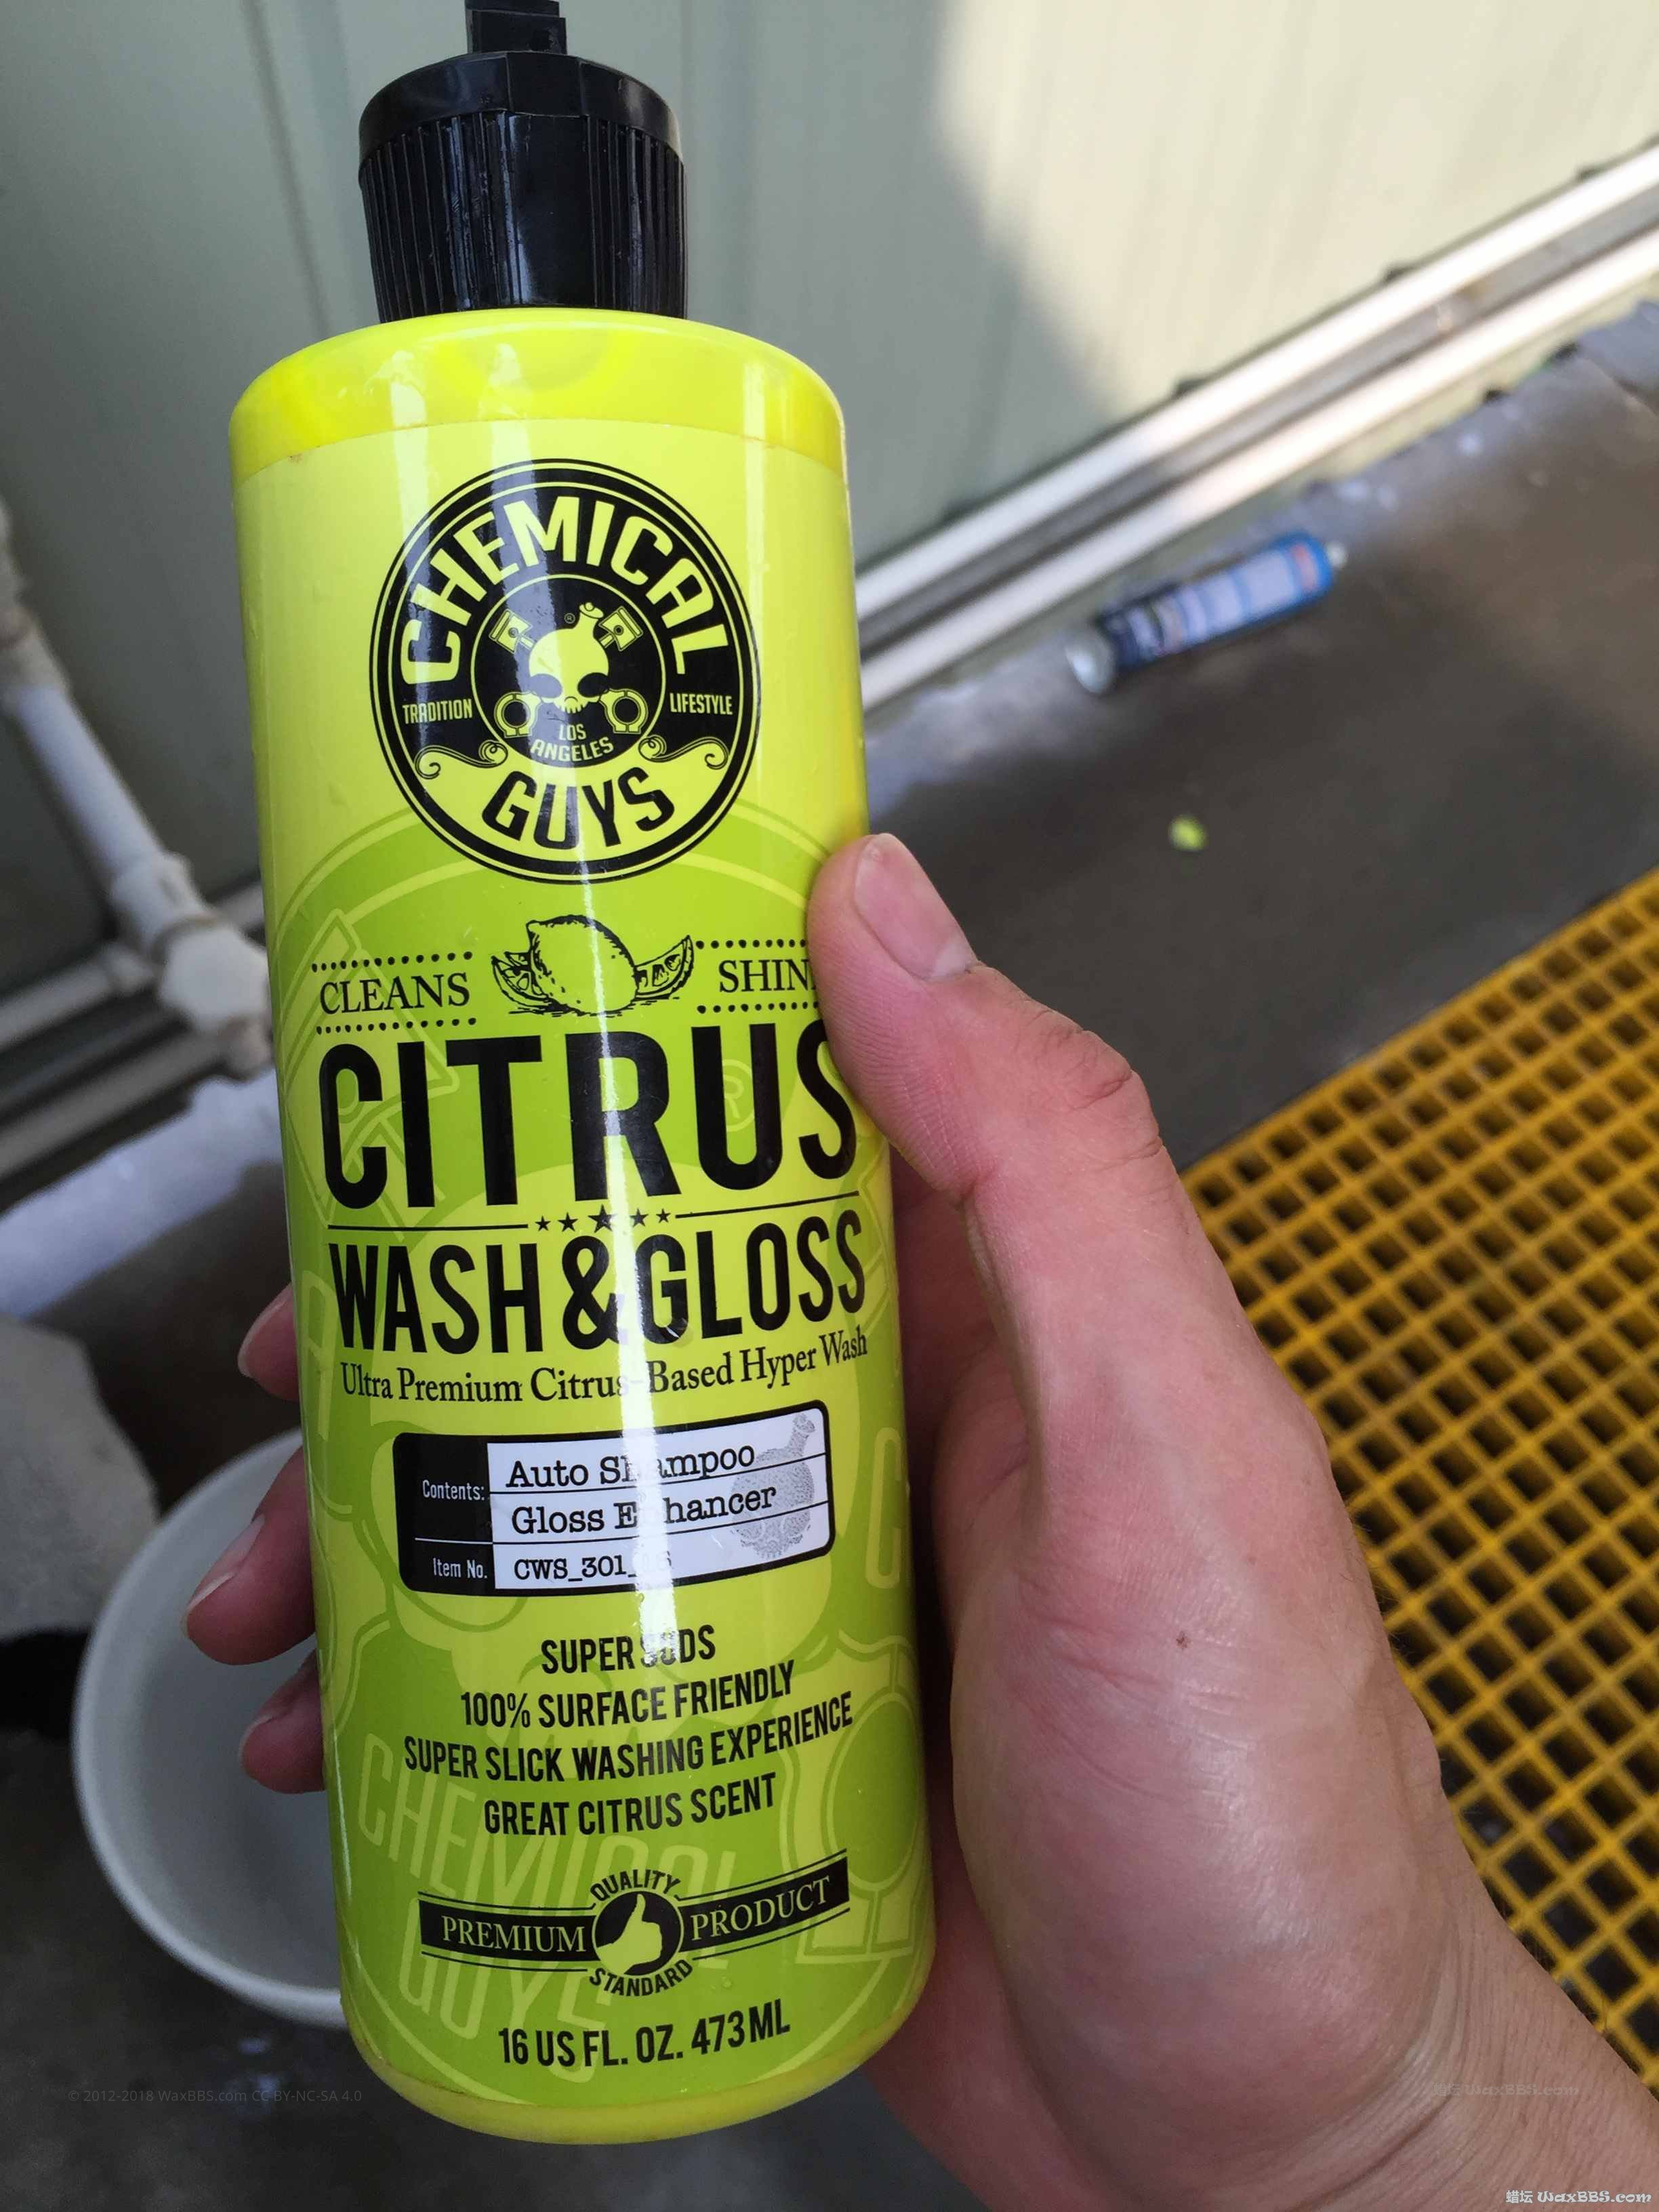 CHEMICAL
TRADITION
LIFESTYLE
LOS
ANGELES
GUYS
CLEANS
CITRUS
WASH&GLOSS
Ultra Premium Citrus-Based Hyper Wash
Contents:
Auto Shampoo
Gloss Enhancer
Item No.
SUPER SUDS
100% SURFACE FRIENDLY
SUPER SLICK WASHING EXPERIENCE
GREAT CITRUS SCENT
QUALITY
PREMIUM PRODUCT
STANDARD
16 US FL. OZ. 473ML
© 2012-2018 WaxBBS.com CC-BY-NC-SA 4.0
蜡坛 WaxBBS.com